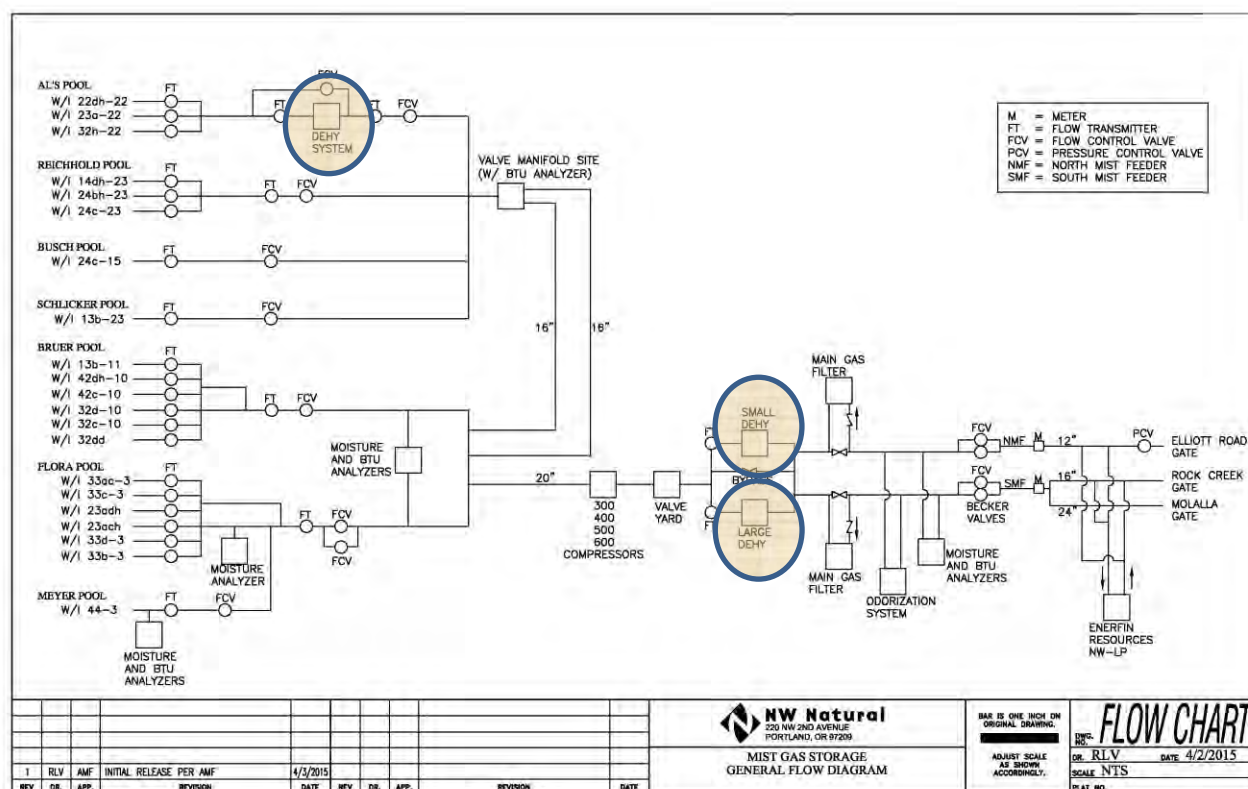 AL'S POOL
W/I 22dh-22
W/I 23a-22
W/I 32h-22
FT
FCV
FT
DEHY
SYSTEM
FT
FCV
REICHHOLD POOL
W/I 14dh-23
W/I 24bh-23
W/I 24c-23
FT
FT
FCV
BUSCH POOL
W/I 24c-15
FT
FCV
SCHLICKER POOL
W/I 13b-23
FT
FCV
BRUER POOL
W/I 13b-11
W/I 42dh-10
W/I 42c-10
W/I 32d-10
W/I 32c-10
W/I 32dd
FT
FT
FCV
FLORA POOL
W/I 33ac-3
W/I 33c-3
W/I 23adh
W/I 23ach
W/I 33d-3
W/I 33b-3
FT
FT
FCV
FCV
MOISTURE
ANALYZER
MEYER POOL
W/I 44-3
FT
FCV
MOISTURE
AND BTU
ANALYZERS
MOISTURE
AND BTU
ANALYZERS
VALVE MANIFOLD SITE
(W/ BTU ANALYZER)
16"
16"
20"
300
400
500
600
COMPRESSORS
VALVE
YARD
SMALL
DEHY
LARGE
DEHY
MAIN GAS
FILTER
MAIN GAS
FILTER
ODORIZATION
SYSTEM
MOISTURE
AND BTU
ANALYZERS
FCV
NMF
M
12"
FCV
SMF
M
16"
24"
BECKER
VALVES
PCV
ELLIOTT ROAD
GATE
ROCK CREEK
GATE
MOLALLA
GATE
ENERFIN
RESOURCES
NW-LP
M = METER
FT = FLOW TRANSMITTER
FCV = FLOW CONTROL VALVE
PCV = PRESSURE CONTROL VALVE
NMF = NORTH MIST FEEDER
SMF = SOUTH MIST FEEDER
1 RLV AMF INITIAL RELEASE PER AMF 4/3/2015
REV DR. APP. REVISION DATE REV DR. APP. REVISION DATE
NW Natural
220 NW 2ND AVENUE
PORTLAND, OR 97209
MIST GAS STORAGE
GENERAL FLOW DIAGRAM
BAR IS ONE INCH ON
ORIGINAL DRAWING.
ADJUST SCALE
AS SHOWN
ACCORDINGLY.
DWG. NO. FLOW CHART
DR. RLV DATE 4/2/2015
SCALE NTS
PLAT NO.